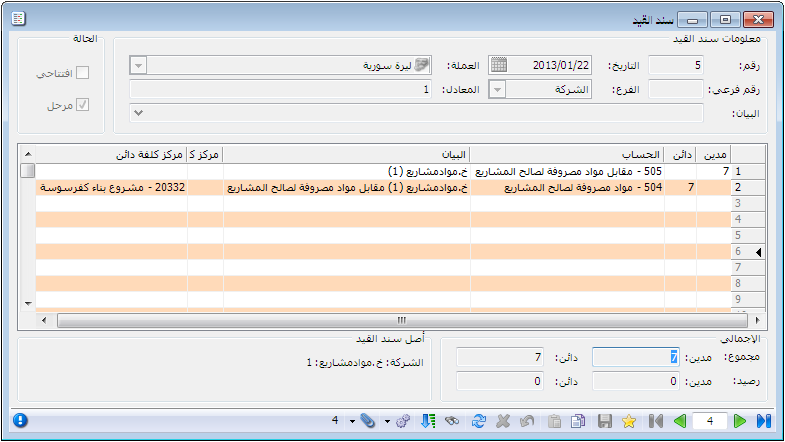 سند القيد
معلومات سند القيد
الحالة
رقم: 5 التاريخ: 2013/01/22 العملة: ليرة سورية
افتتاحي
رقم فرعي: الفرع: الشركة المعادل: 1
مرحل
البيان:
مدين دائن الحساب البيان مركز ك مركز كلفة دائن
1 7 505 - مقابل مواد مصروفة لصالح المشاريع خ.موادمشاريع (1)
2 7 504 - مواد مصروفة لصالح المشاريع خ.موادمشاريع (1) مقابل مواد مصروفة لصالح المشاريع 20332 - مشروع بناء كفرسوسة
3
4
5
6
7
8
9
الإجمالي
أصل سند القيد
مجموع: مدين: 7 دائن: 7
الشركة: خ.موادمشاريع: 1
رصيد: مدين: 0 دائن: 0
4
4